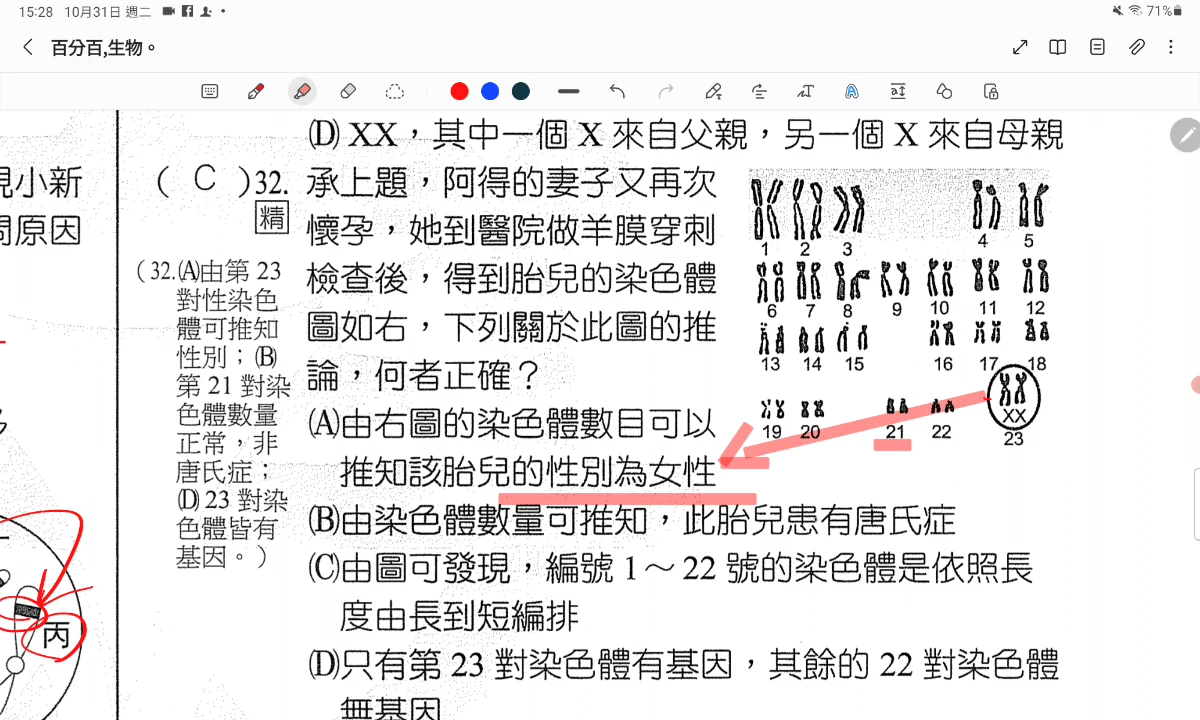 15:28 10月31日 週二
71%
百分百,生物。
(D) XX，其中一個 X 來自父親，另一個 X 來自母親
( C )32. 承上題，阿得的妻子又再次
精
懷孕，她到醫院做羊膜穿刺
檢查後，得到胎兒的染色體
圖如右，下列關於此圖的推
論，何者正確？
(A)由右圖的染色體數目可以
推知該胎兒的性別為女性
(B)由染色體數量可推知，此胎兒患有唐氏症
(C)由圖可發現，編號 1～22 號的染色體是依照長
度由長到短編排
(D)只有第 23 對染色體有基因，其餘的 22 對染色體
無基因
(32.(A)由第 23
對性染色
體可推知
性別；(B)
第 21 對染
色體數量
正常，非
唐氏症；
(D) 23 對染
色體皆有
基因。)
1 2 3 4 5
6 7 8 9 10 11 12
13 14 15 16 17 18
XX
19 20 21 22 23
小新
原因
丙